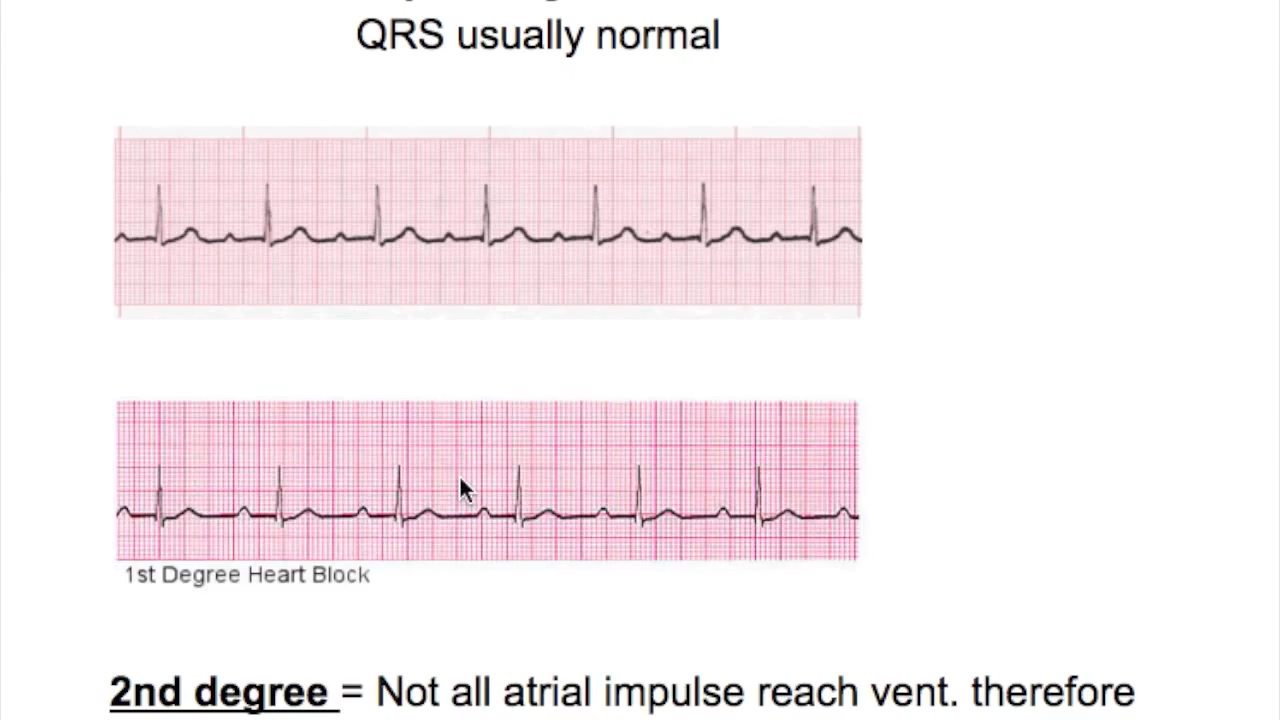 QRS usually normal
1st Degree Heart Block
2nd degree = Not all atrial impulse reach vent. therefore